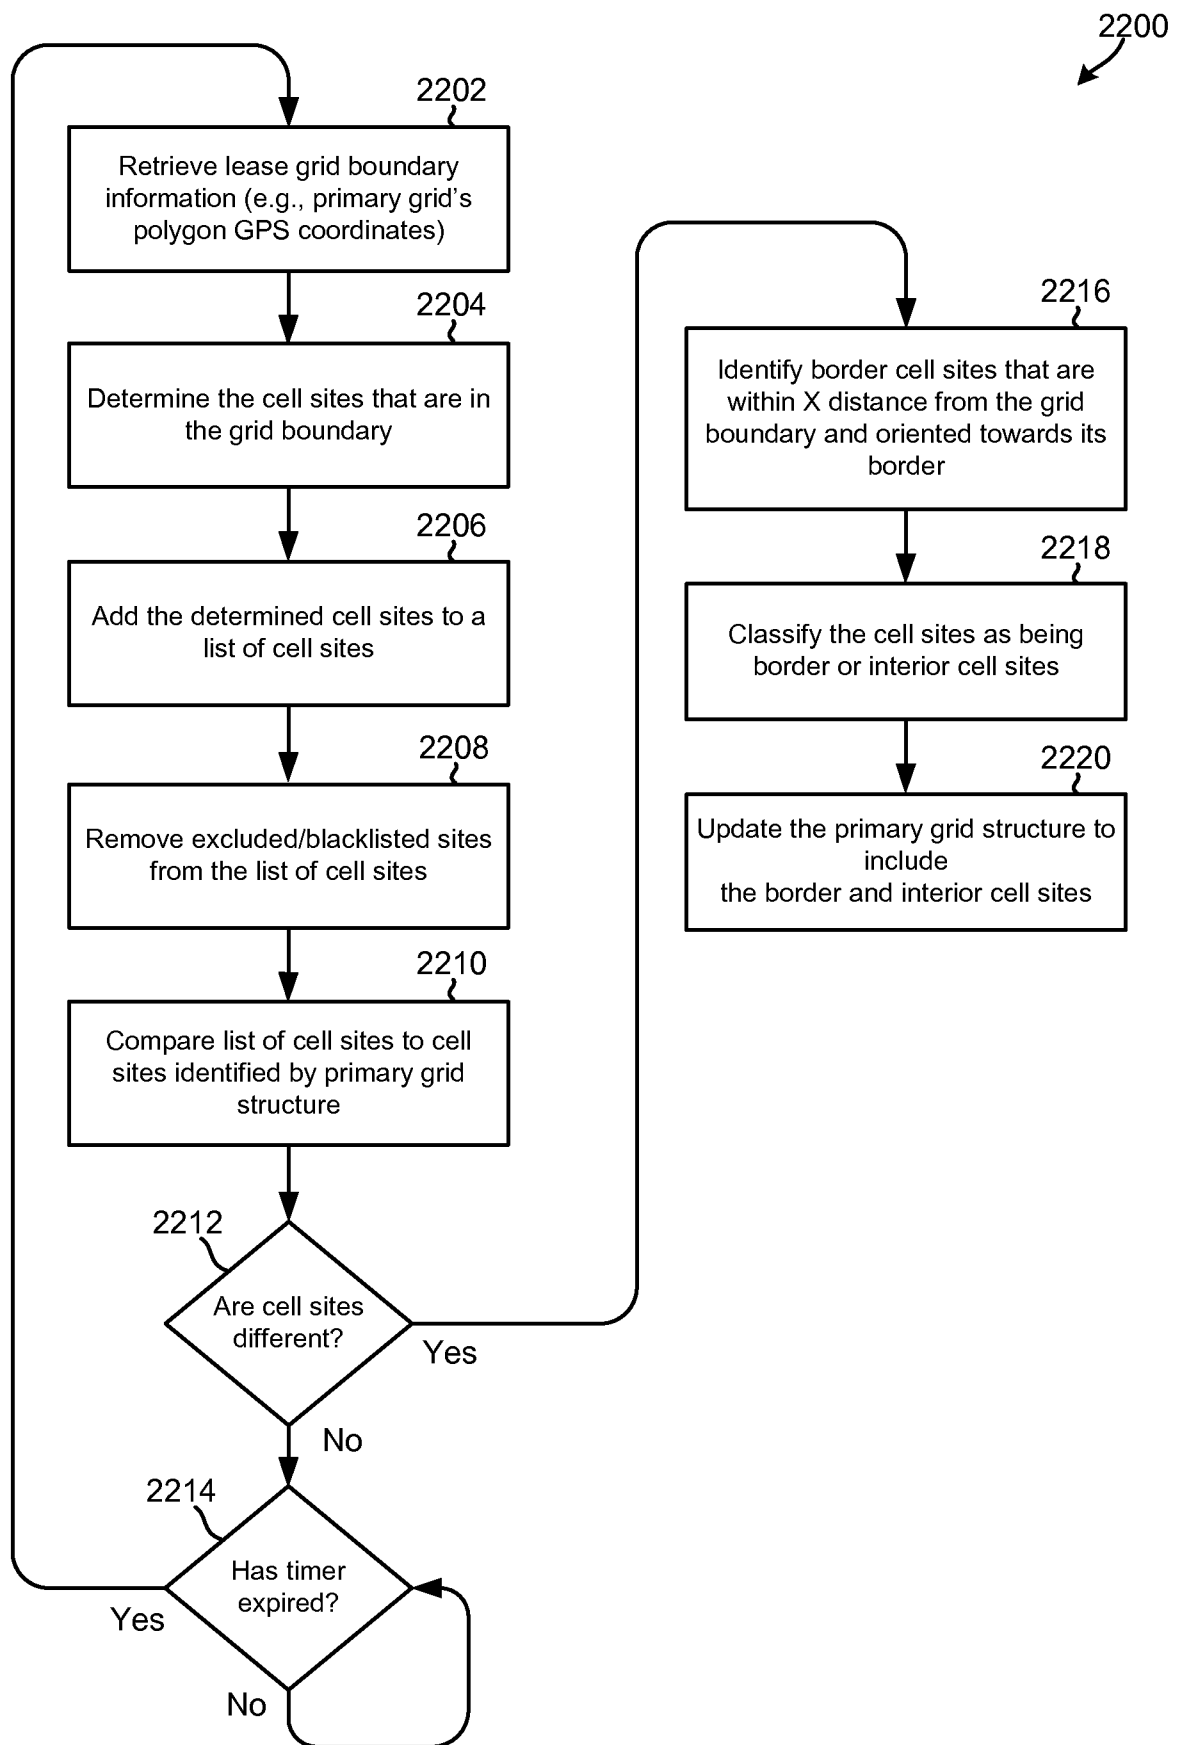 2200
2202
Retrieve lease grid boundary
information (e.g., primary grid's
polygon GPS coordinates)
2204
Determine the cell sites that are in
the grid boundary
2206
Add the determined cell sites to a
list of cell sites
2208
Remove excluded/blacklisted sites
from the list of cell sites
2210
Compare list of cell sites to cell
sites identified by primary grid
structure
2212
Are cell sites
different?
Yes
No
2214
Has timer
expired?
Yes
No
2216
Identify border cell sites that are
within X distance from the grid
boundary and oriented towards its
border
2218
Classify the cell sites as being
border or interior cell sites
2220
Update the primary grid structure to
include
the border and interior cell sites